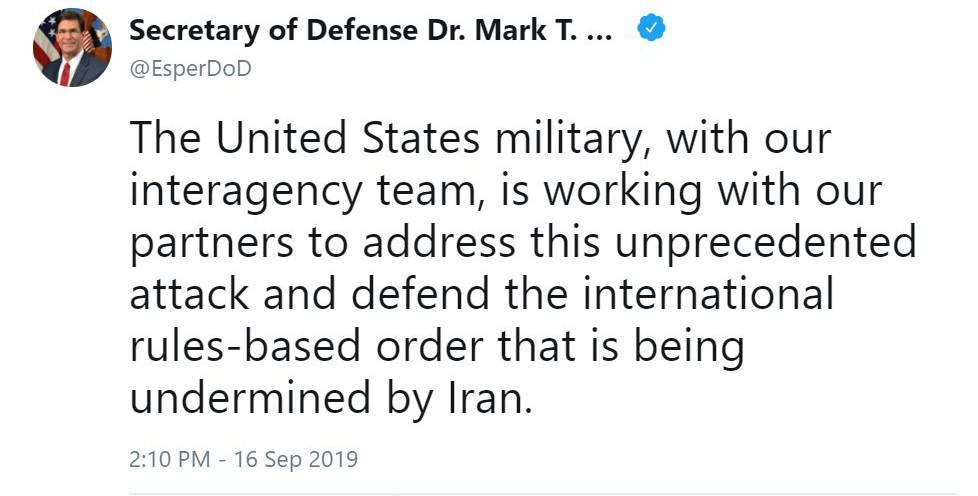 Secretary of Defense Dr. Mark T. ...
@EsperDoD
The United States military, with our
interagency team, is working with our
partners to address this unprecedented
attack and defend the international
rules-based order that is being
undermined by Iran.
2:10 PM - 16 Sep 2019